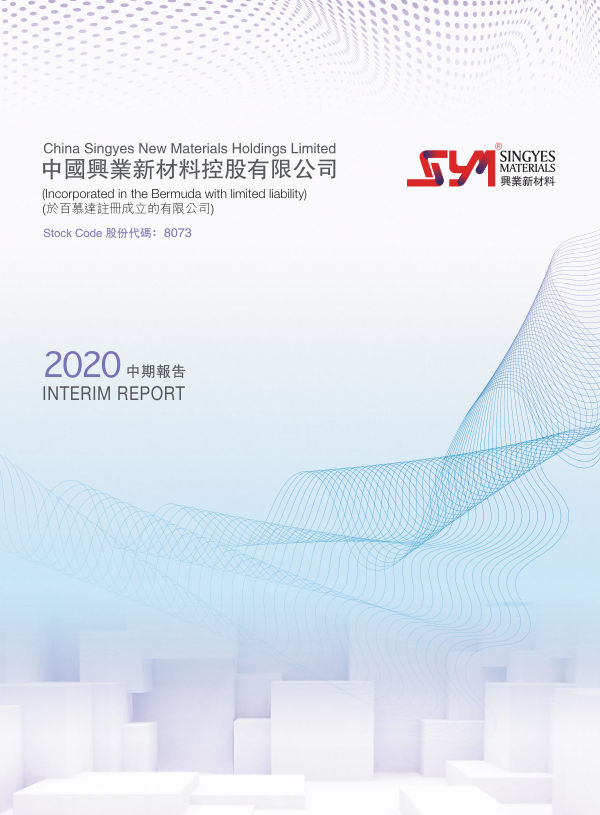 China Singyes New Materials Holdings Limited
中國興業新材料控股有限公司
(Incorporated in the Bermuda with limited liability)
(於百慕達註冊成立的有限公司)
Stock Code 股份代碼：8073
SYM®
SINGYES
MATERIALS
興業新材料
2020 中期報告
INTERIM REPORT